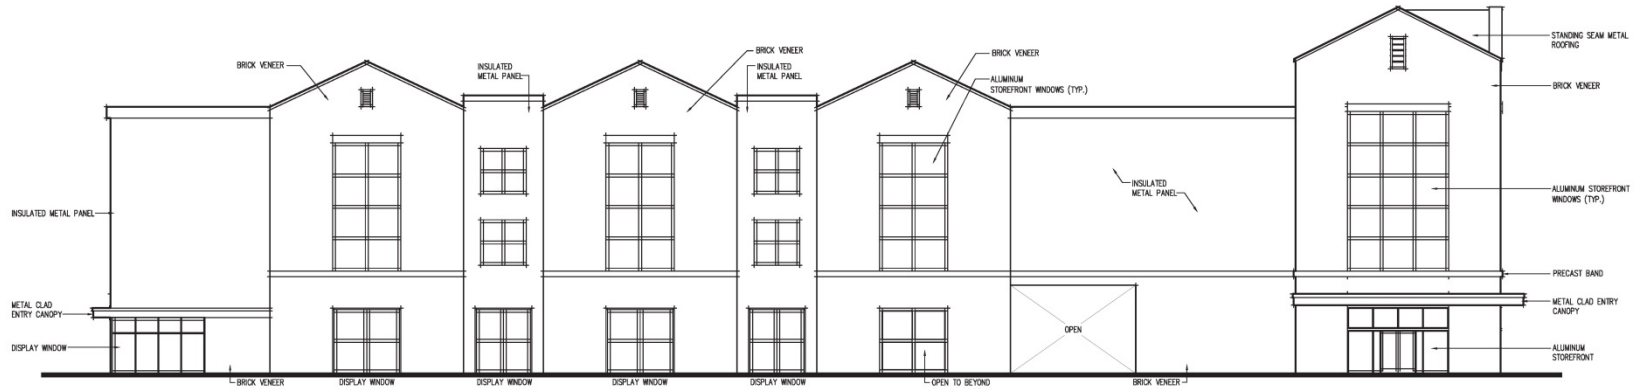 BRICK VENEER
INSULATED
METAL PANEL
BRICK VENEER
INSULATED
METAL PANEL
BRICK VENEER
ALUMINUM
STOREFRONT WINDOWS (TYP.)
STANDING SEAM METAL
ROOFING
BRICK VENEER
INSULATED
METAL PANEL
ALUMINUM STOREFRONT
WINDOWS (TYP.)
INSULATED METAL PANEL
PRECAST BAND
METAL CLAD
ENTRY CANOPY
METAL CLAD ENTRY
CANOPY
OPEN
DISPLAY WINDOW
ALUMINUM
STOREFRONT
BRICK VENEER
DISPLAY WINDOW
DISPLAY WINDOW
DISPLAY WINDOW
DISPLAY WINDOW
OPEN TO BEYOND
BRICK VENEER